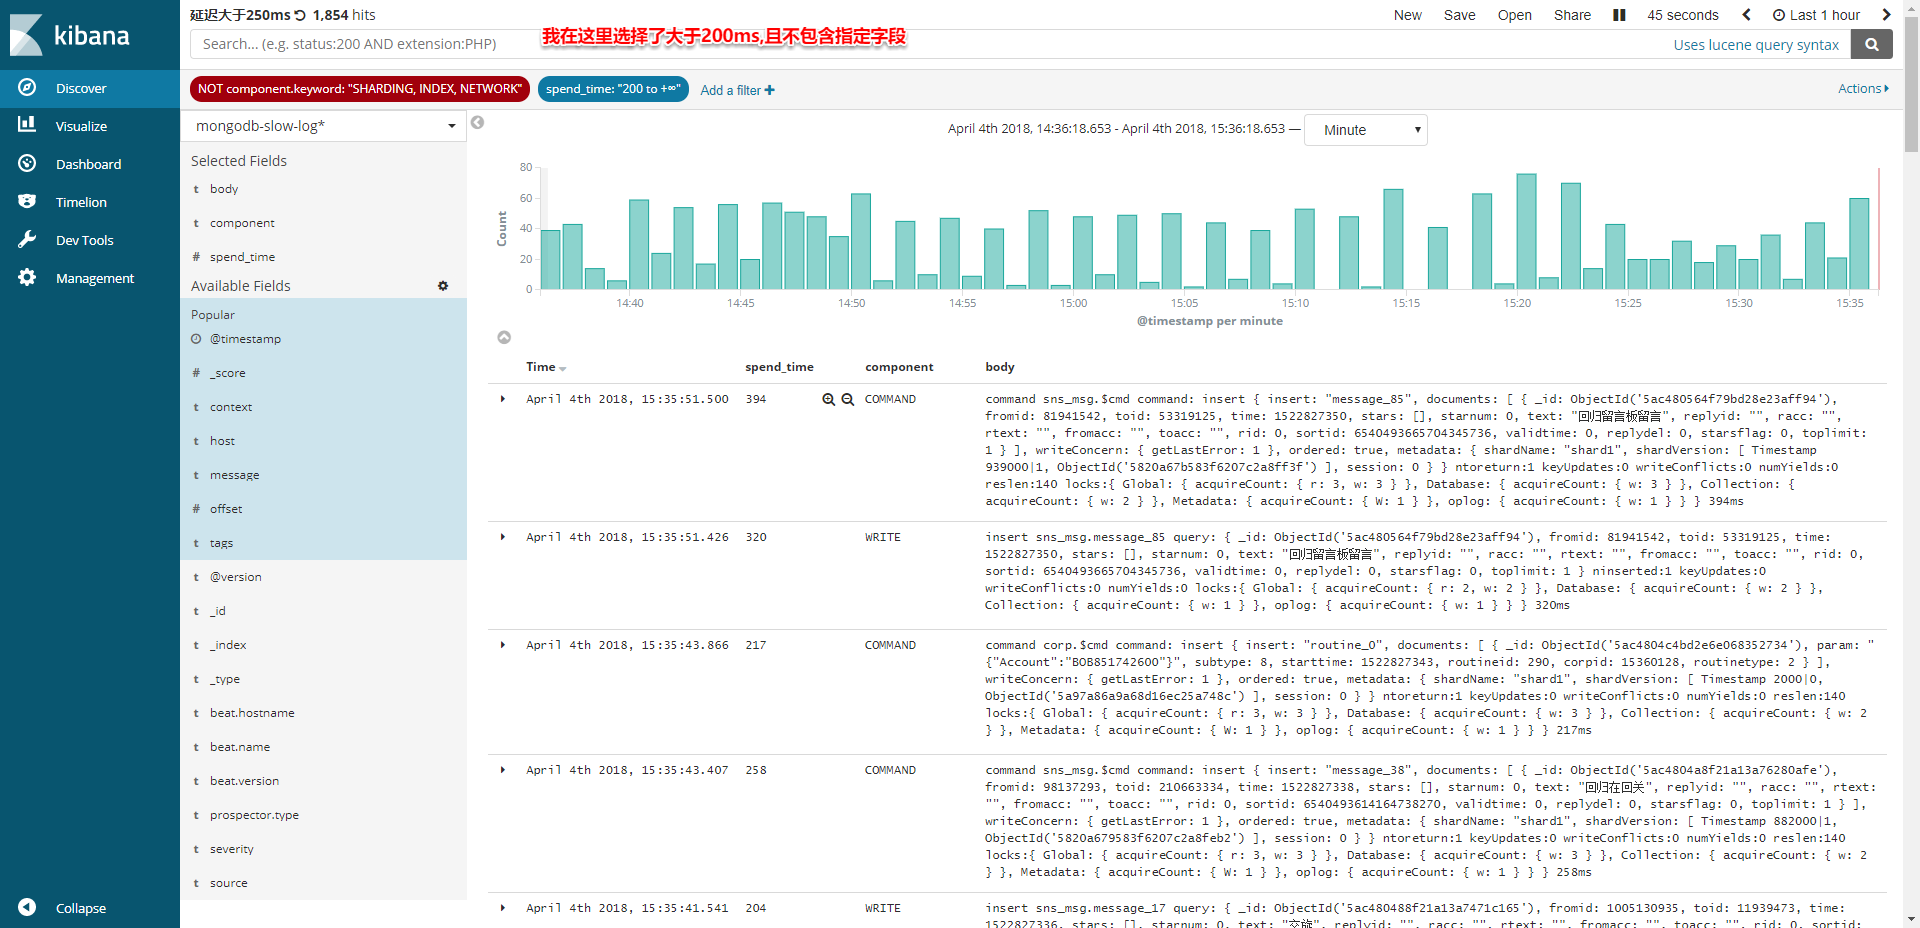 kibana
Discover
Visualize
Dashboard
Timelion
Dev Tools
Management
Collapse
延迟大于250ms 1,854 hits
New Save Open Share 45 seconds Last 1 hour
Search... (e.g. status:200 AND extension:PHP)
我在这里选择了大于200ms,且不包含指定字段
Uses lucene query syntax
NOT component.keyword: "SHARDING, INDEX, NETWORK" spend_time: "200 to +∞" Add a filter
Actions
mongodb-slow-log*
Selected Fields
t body
t component
# spend_time
Available Fields
Popular
@timestamp
# _score
t context
t host
t message
# offset
t tags
t @version
t _id
t _index
t _type
t beat.hostname
t beat.name
t beat.version
t prospector.type
t severity
t source
April 4th 2018, 14:36:18.653 - April 4th 2018, 15:36:18.653 — Minute
Count
80
60
40
20
0
14:40 14:45 14:50 14:55 15:00 15:05 15:10 15:15 15:20 15:25 15:30 15:35
@timestamp per minute
Time spend_time component body
April 4th 2018, 15:35:51.500 394 COMMAND
command sns_msg.$cmd command: insert { insert: "message_85", documents: [ { _id: ObjectId('5ac480564f79bd28e23aff94'),
fromid: 81941542, toid: 53319125, time: 1522827350, stars: [], starnum: 0, text: "回归留言板留言", replyid: "", racc: "",
rtext: "", fromacc: "", toacc: "", rid: 0, sortid: 6540493665704345736, validtime: 0, replydel: 0, starsflag: 0, toplimit:
1 } ], writeConcern: { getLastError: 1 }, ordered: true, metadata: { shardName: "shard1", shardVersion: [ Timestamp
939000|1, ObjectId('5820a67b583f6207c2a8ff3f') ], session: 0 } } ntoreturn:1 keyUpdates:0 writeConflicts:0 numYields:0
reslen:140 locks:{ Global: { acquireCount: { r: 3, w: 3 } }, Database: { acquireCount: { w: 3 } }, Collection: {
acquireCount: { w: 2 } }, Metadata: { acquireCount: { W: 1 } }, oplog: { acquireCount: { w: 1 } } } 394ms
April 4th 2018, 15:35:51.426 320 WRITE
insert sns_msg.message_85 query: { _id: ObjectId('5ac480564f79bd28e23aff94'), fromid: 81941542, toid: 53319125, time:
1522827350, stars: [], starnum: 0, text: "回归留言板留言", replyid: "", racc: "", rtext: "", fromacc: "", toacc: "", rid: 0,
sortid: 6540493665704345736, validtime: 0, replydel: 0, starsflag: 0, toplimit: 1 } ninserted:1 keyUpdates:0
writeConflicts:0 numYields:0 locks:{ Global: { acquireCount: { r: 2, w: 2 } }, Database: { acquireCount: { w: 2 } },
Collection: { acquireCount: { w: 1 } }, oplog: { acquireCount: { w: 1 } } } 320ms
April 4th 2018, 15:35:43.866 217 COMMAND
command corp.$cmd command: insert { insert: "routine_0", documents: [ { _id: ObjectId('5ac4804c4bd2e6e068352734'), param: "
{"Account":"BOB851742600"}", subtype: 8, starttime: 1522827343, routineid: 290, corpid: 15360128, routinetype: 2 } ],
writeConcern: { getLastError: 1 }, ordered: true, metadata: { shardName: "shard1", shardVersion: [ Timestamp 2000|0,
ObjectId('5a97a86a9a68d16ec25a748c') ], session: 0 } } ntoreturn:1 keyUpdates:0 writeConflicts:0 numYields:0 reslen:140
locks:{ Global: { acquireCount: { r: 3, w: 3 } }, Database: { acquireCount: { w: 3 } }, Collection: { acquireCount: { w: 2
} }, Metadata: { acquireCount: { W: 1 } }, oplog: { acquireCount: { w: 1 } } } 217ms
April 4th 2018, 15:35:43.407 258 COMMAND
command sns_msg.$cmd command: insert { insert: "message_38", documents: [ { _id: ObjectId('5ac4804a8f21a13a76280afe'),
fromid: 98137293, toid: 210663334, time: 1522827338, stars: [], starnum: 0, text: "回归在回关", replyid: "", racc: "", rtext:
"", fromacc: "", toacc: "", rid: 0, sortid: 6540493614164738270, validtime: 0, replydel: 0, starsflag: 0, toplimit: 1 } ],
writeConcern: { getLastError: 1 }, ordered: true, metadata: { shardName: "shard1", shardVersion: [ Timestamp 882000|1,
ObjectId('5820a679583f6207c2a8feb2') ], session: 0 } } ntoreturn:1 keyUpdates:0 writeConflicts:0 numYields:0 reslen:140
locks:{ Global: { acquireCount: { r: 3, w: 3 } }, Database: { acquireCount: { w: 3 } }, Collection: { acquireCount: { w: 2
} }, Metadata: { acquireCount: { W: 1 } }, oplog: { acquireCount: { w: 1 } } } 258ms
April 4th 2018, 15:35:41.541 204 WRITE
insert sns_msg.message_17 query: { _id: ObjectId('5ac480488f21a13a7471c165'), fromid: 1005130935, toid: 11939473, time:
1522827336, stars: [], starnum: 0, text: "交旋", replyid: "", racc: "", rtext: "", fromacc: "", toacc: "", rid: 0, sortid: